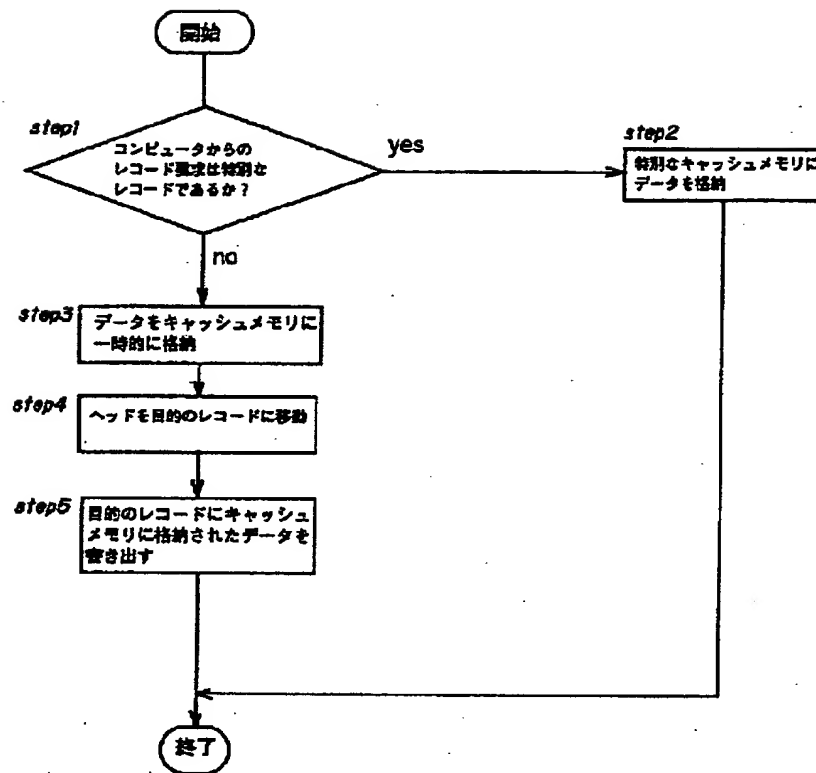 開始
step1
コンピュータからの
レコード要求は特別な
レコードであるか？
yes
step2
特別なキャッシュメモリに
データを格納
no
step3
データをキャッシュメモリに
一時的に格納
step4
ヘッドを目的のレコードに移動
step5
目的のレコードにキャッシュ
メモリに格納されたデータを
書き出す
終了